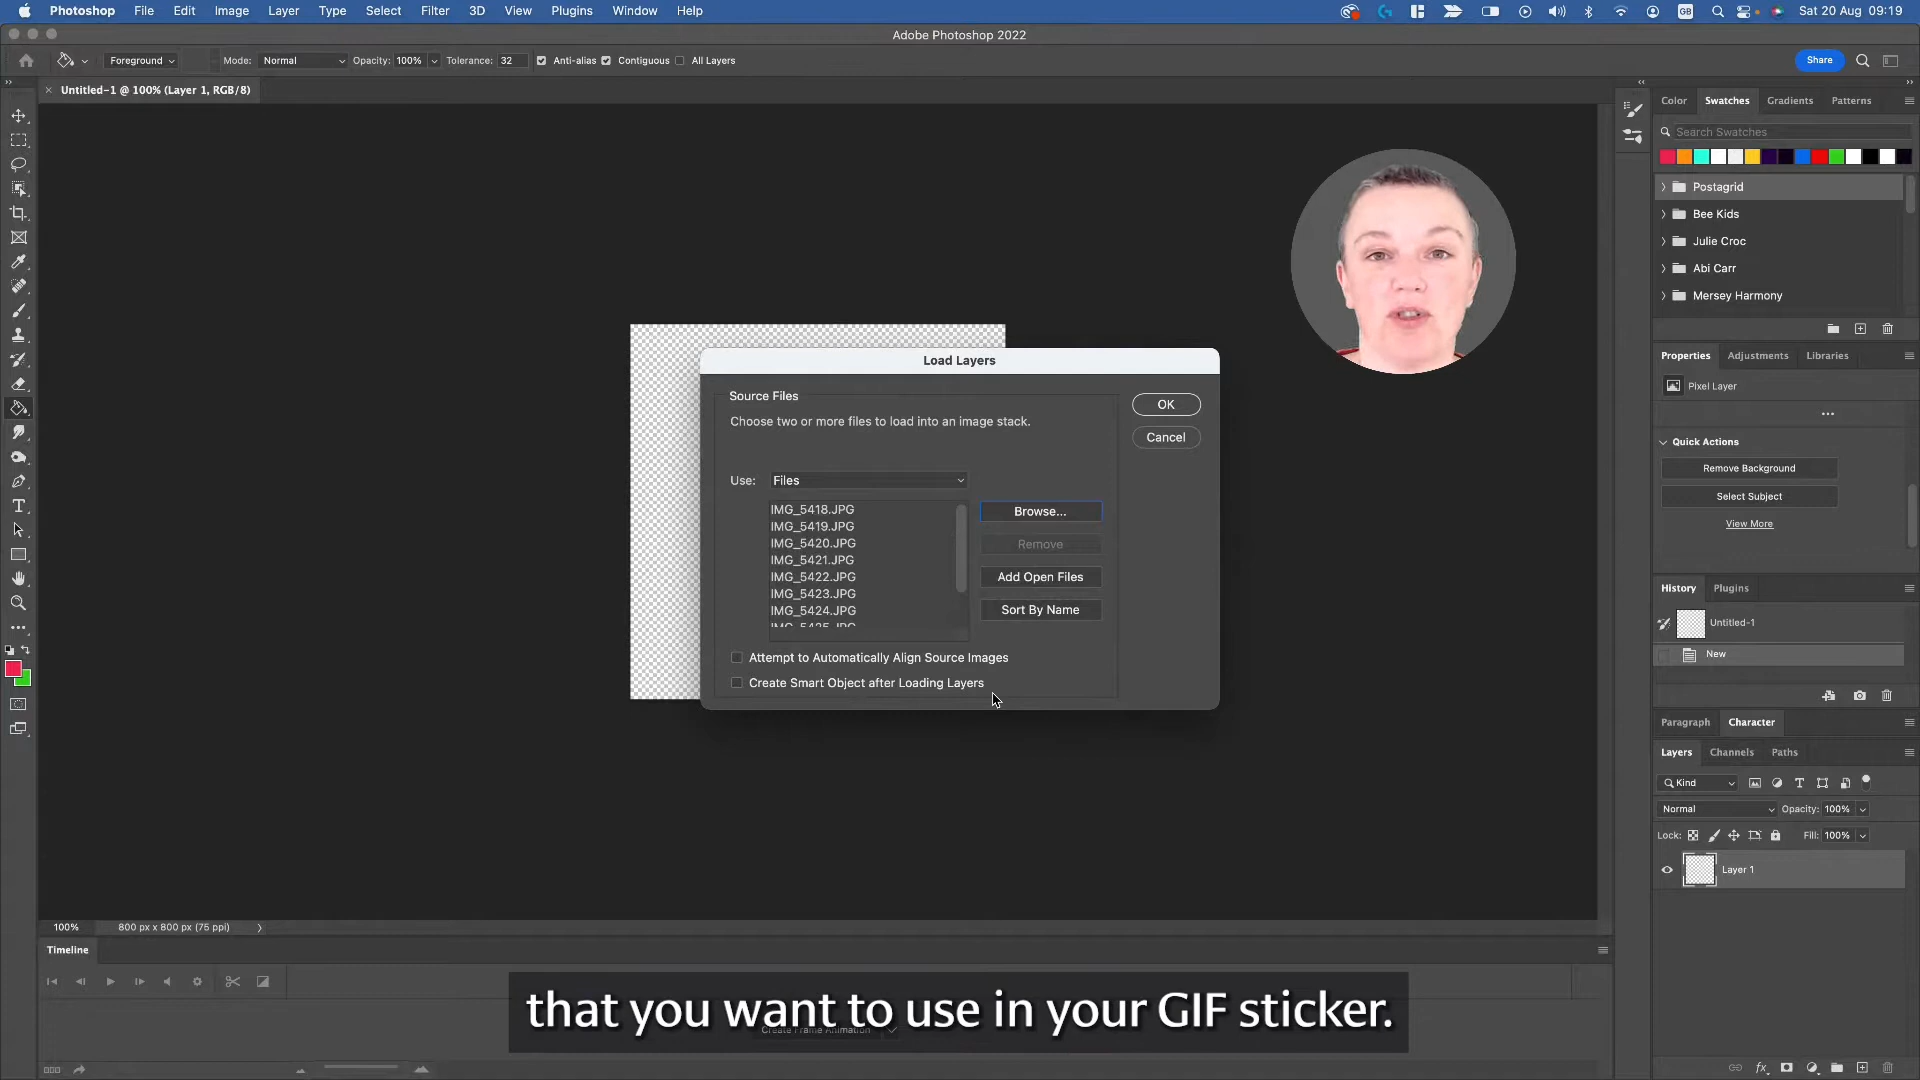 Photoshop File Edit Image Layer Type Select Filter 3D View Plugins Window Help GB Sat 20 Aug 09:19
Adobe Photoshop 2022
Foreground Mode: Normal Opacity: 100% Tolerance: 32 Anti-alias Contiguous All Layers Share
Untitled-1 @ 100% (Layer 1, RGB/8)
Color Swatches Gradients Patterns
Search Swatches
Postagrid
Bee Kids
Julie Croc
Abi Carr
Mersey Harmony
Properties Adjustments Libraries
Pixel Layer
Quick Actions
Remove Background
Select Subject
View More
History Plugins
Untitled-1
New
Paragraph Character
Layers Channels Paths
Kind
Normal Opacity: 100%
Lock: Fill: 100%
Layer 1
Load Layers
Source Files
Choose two or more files to load into an image stack.
OK
Cancel
Use: Files
IMG_5418.JPG
IMG_5419.JPG
IMG_5420.JPG
IMG_5421.JPG
IMG_5422.JPG
IMG_5423.JPG
IMG_5424.JPG
IMG_5425.JPG
Browse...
Remove
Add Open Files
Sort By Name
Attempt to Automatically Align Source Images
Create Smart Object after Loading Layers
100% 800 px x 800 px (75 ppi)
Timeline
Create Frame Animation
that you want to use in your GIF sticker.
fx